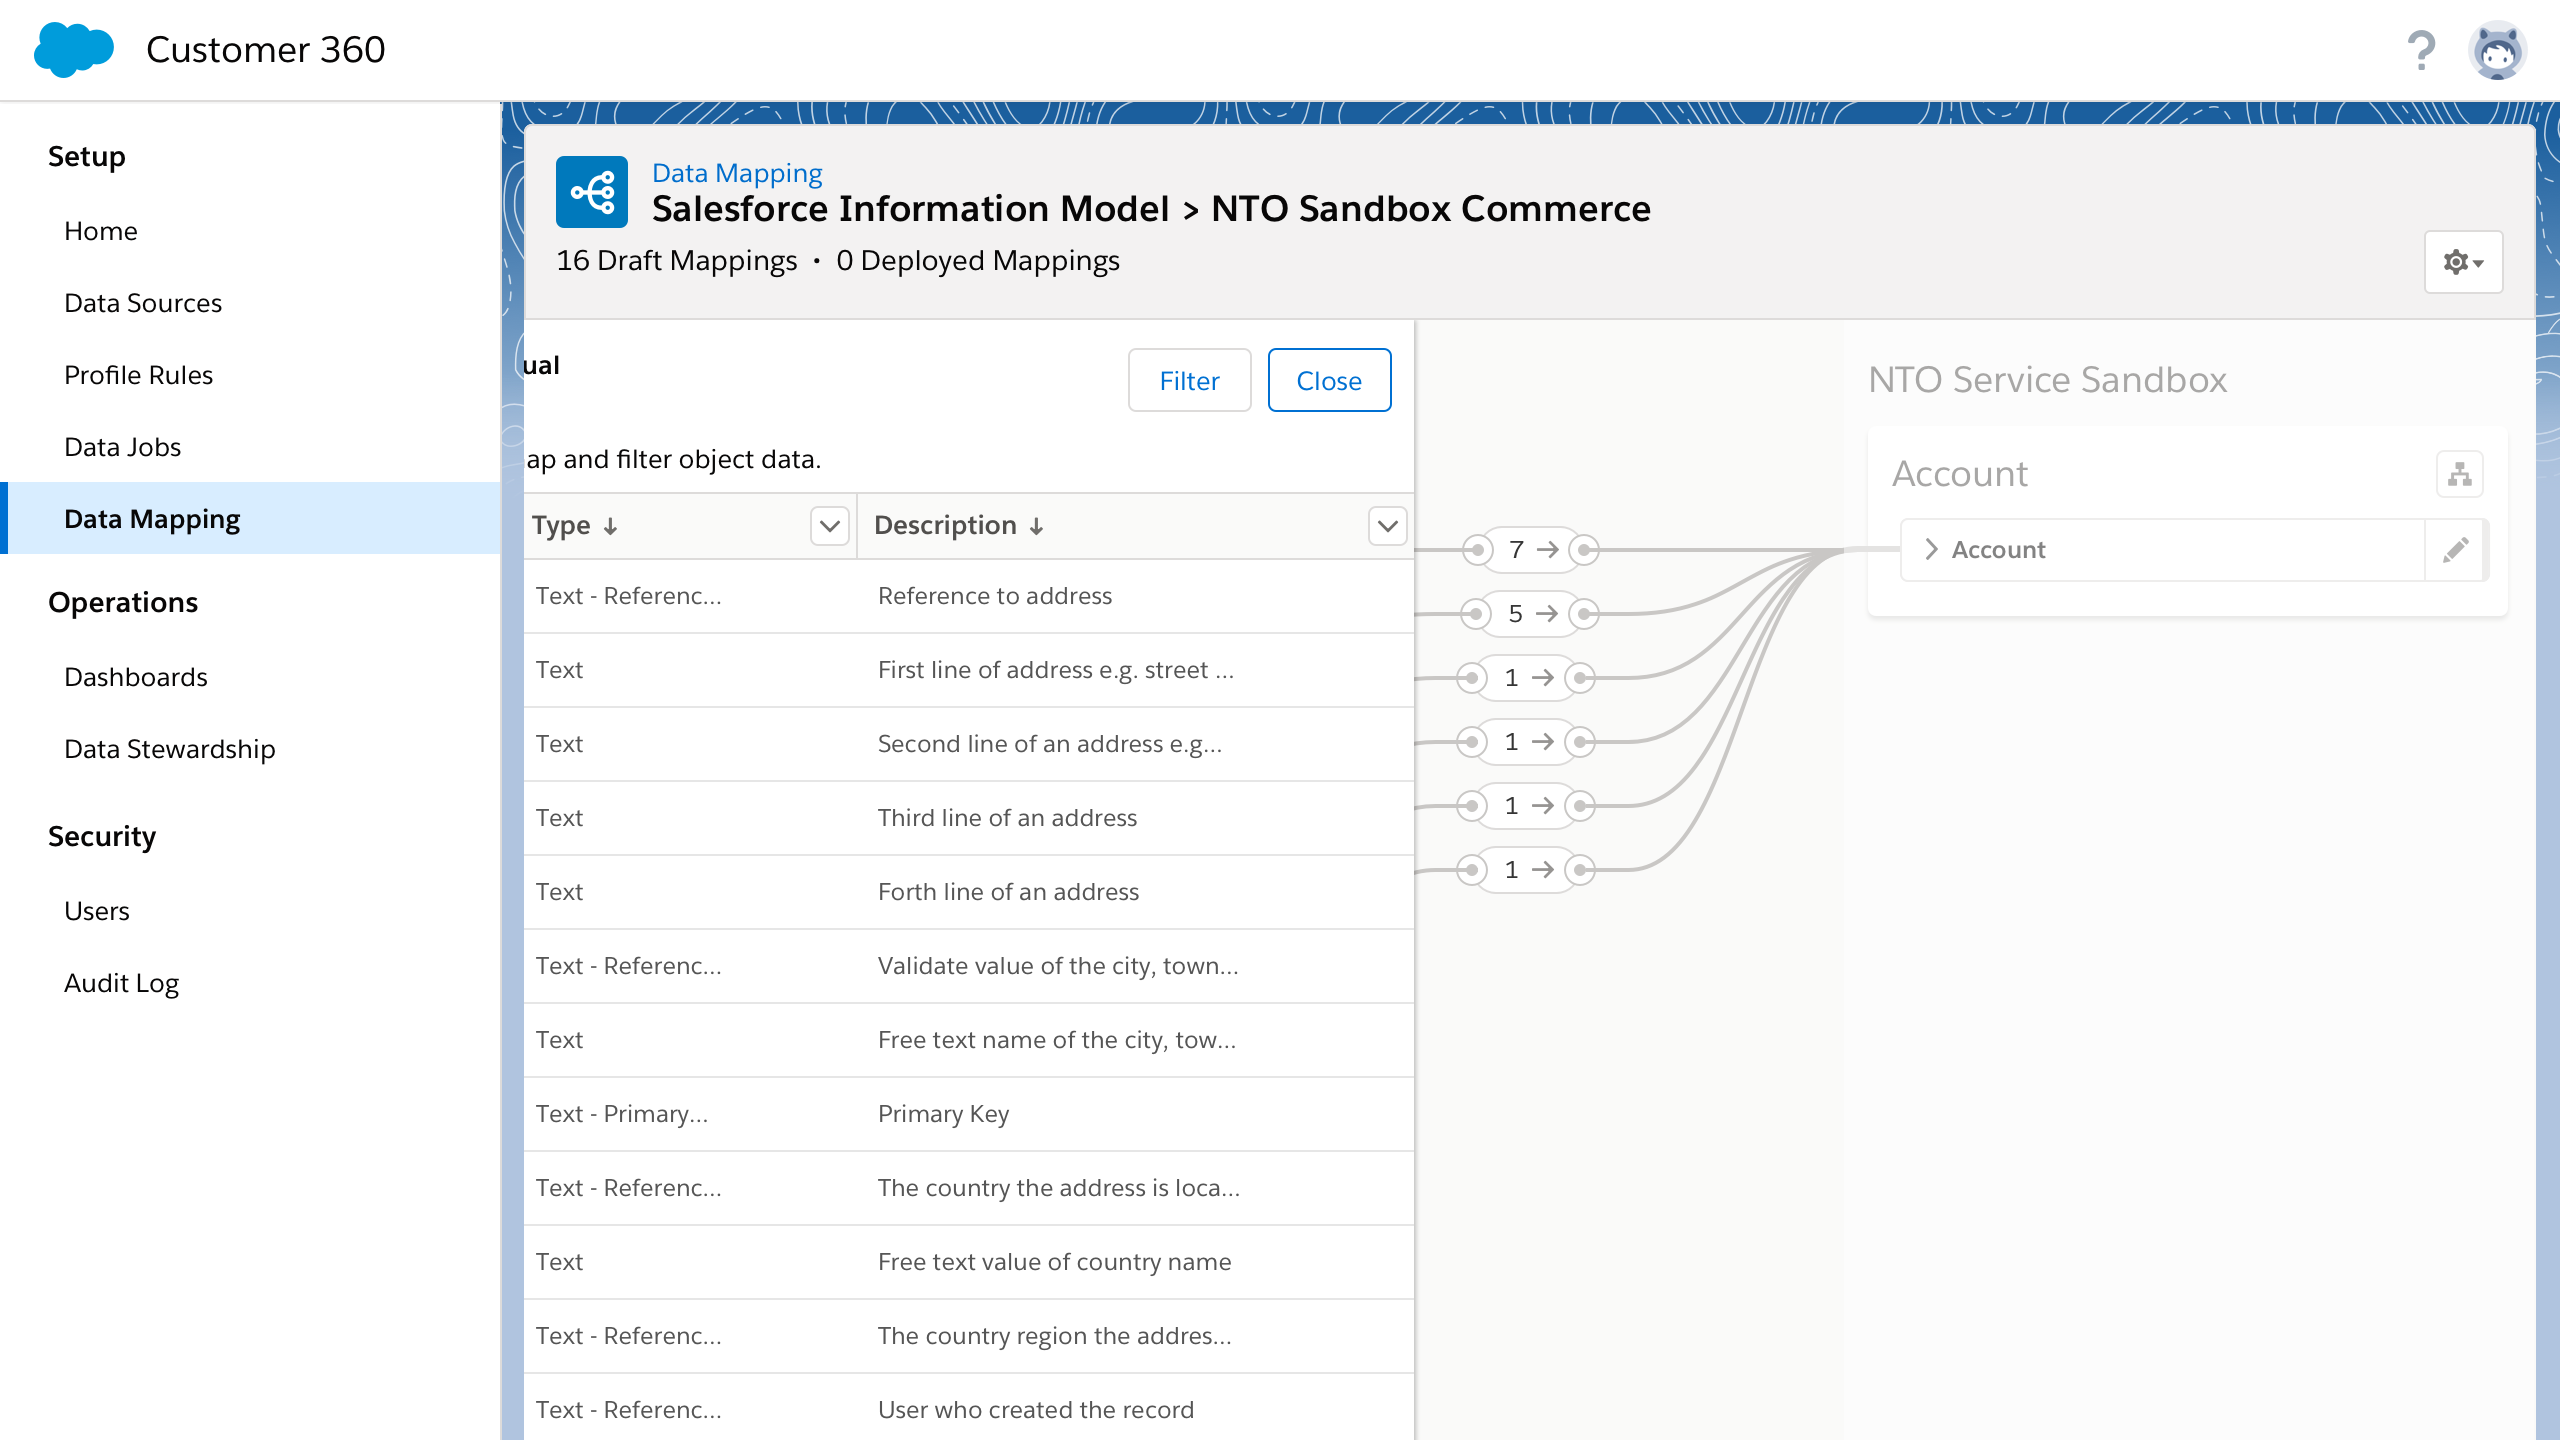 Customer 360
?
Setup
Home
Data Sources
Profile Rules
Data Jobs
Data Mapping
Operations
Dashboards
Data Stewardship
Security
Users
Audit Log
Data Mapping
Salesforce Information Model > NTO Sandbox Commerce
16 Draft Mappings · 0 Deployed Mappings
ual
Filter
Close
ap and filter object data.
Type ↓ Description ↓
Text - Referenc... Reference to address
Text First line of address e.g. street ...
Text Second line of an address e.g...
Text Third line of an address
Text Forth line of an address
Text - Referenc... Validate value of the city, town...
Text Free text name of the city, tow...
Text - Primary... Primary Key
Text - Referenc... The country the address is loca...
Text Free text value of country name
Text - Referenc... The country region the addres...
Text - Referenc... User who created the record
7 →
5 →
1 →
1 →
1 →
1 →
NTO Service Sandbox
Account
Account